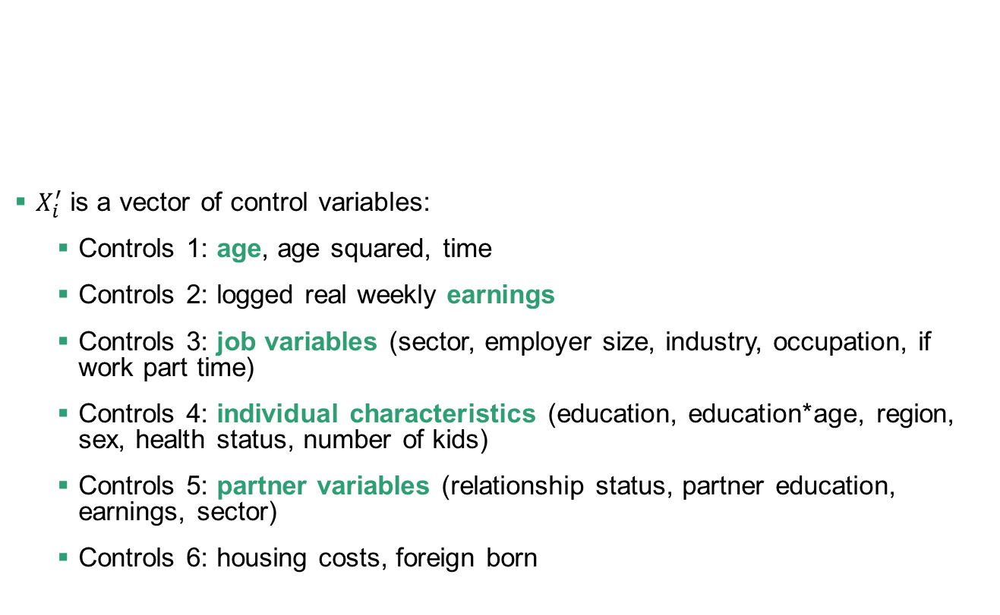 ▪ X′ᵢ is a vector of control variables:
▪ Controls 1: age, age squared, time
▪ Controls 2: logged real weekly earnings
▪ Controls 3: job variables (sector, employer size, industry, occupation, if
work part time)
▪ Controls 4: individual characteristics (education, education*age, region,
sex, health status, number of kids)
▪ Controls 5: partner variables (relationship status, partner education,
earnings, sector)
▪ Controls 6: housing costs, foreign born